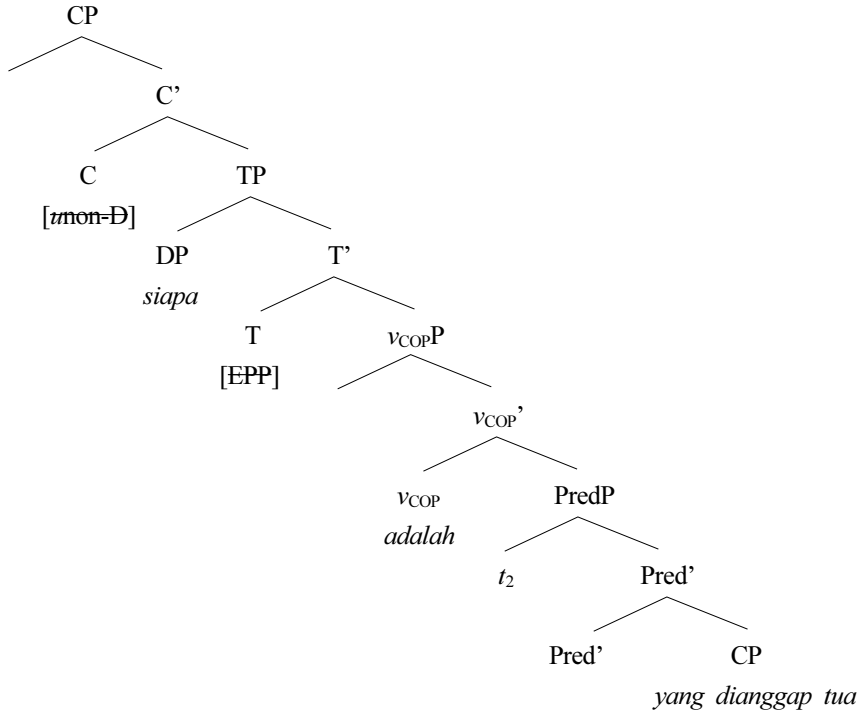 CP
C’
C TP
[unon-D]
DP T’
siapa
T vCOPP
[EPP]
vCOP’
vCOP PredP
adalah
t2 Pred’
Pred’ CP
yang dianggap tua